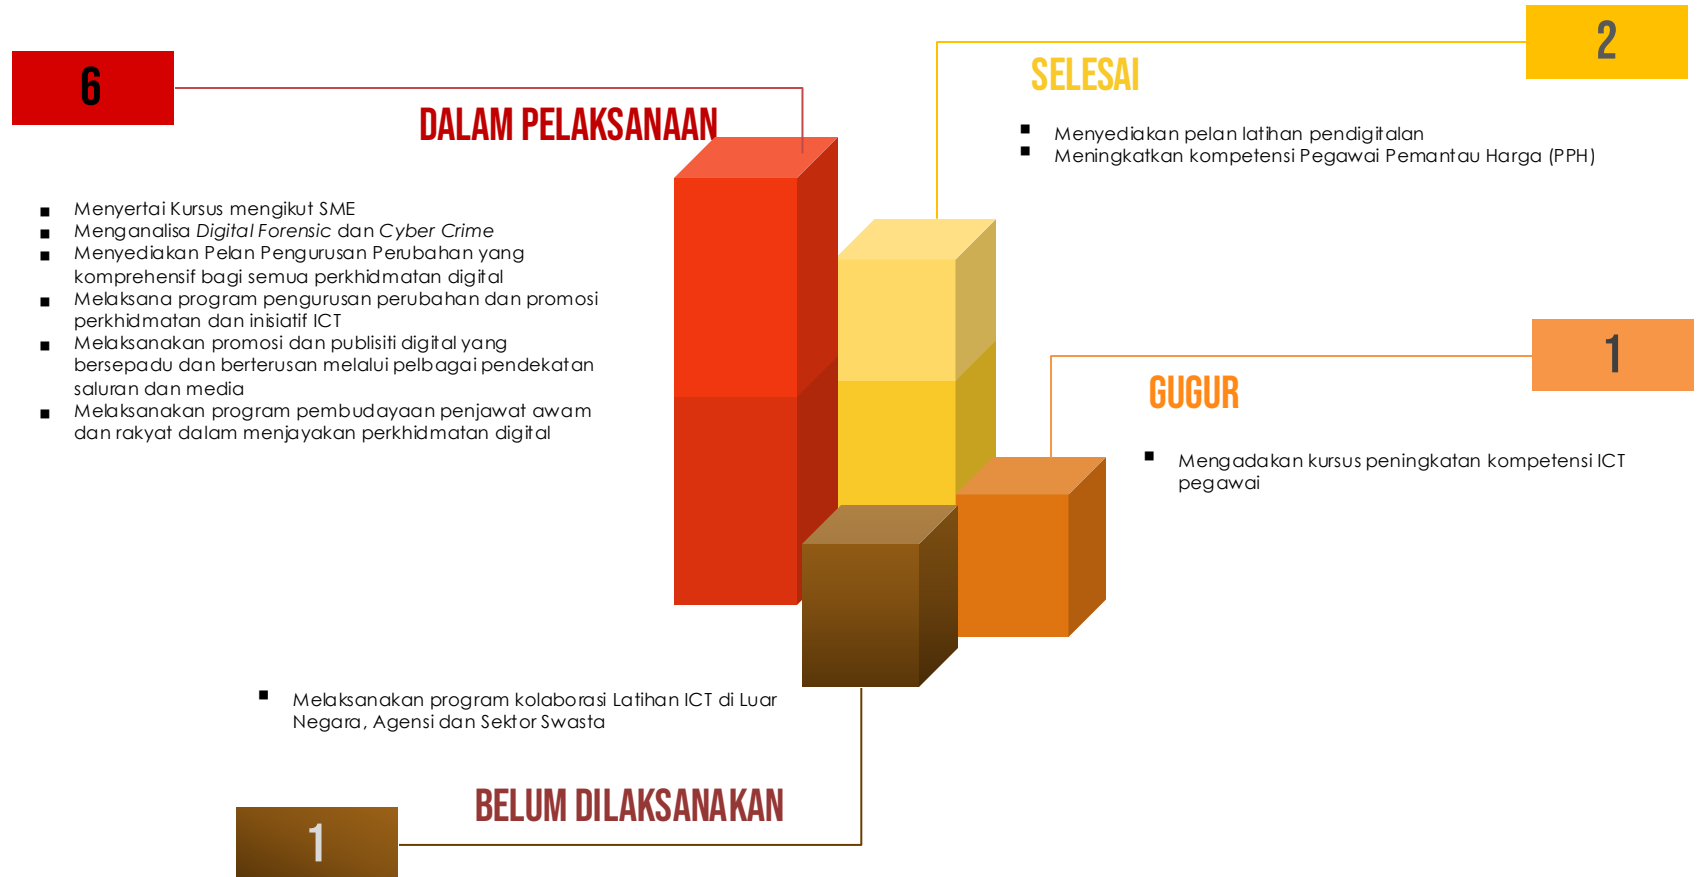 6
DALAM PELAKSANAAN
Menyertai Kursus mengikut SME
Menganalisa Digital Forensic dan Cyber Crime
Menyediakan Pelan Pengurusan Perubahan yang
komprehensif bagi semua perkhidmatan digital
Melaksana program pengurusan perubahan dan promosi
perkhidmatan dan inisiatif ICT
Melaksanakan promosi dan publisiti digital yang
bersepadu dan berterusan melalui pelbagai pendekatan
saluran dan media
Melaksanakan program pembudayaan penjawat awam
dan rakyat dalam menjayakan perkhidmatan digital
2
SELESAI
Menyediakan pelan latihan pendigitalan
Meningkatkan kompetensi Pegawai Pemantau Harga (PPH)
1
GUGUR
Mengadakan kursus peningkatan kompetensi ICT
pegawai
Melaksanakan program kolaborasi Latihan ICT di Luar
Negara, Agensi dan Sektor Swasta
BELUM DILAKSANAKAN
1